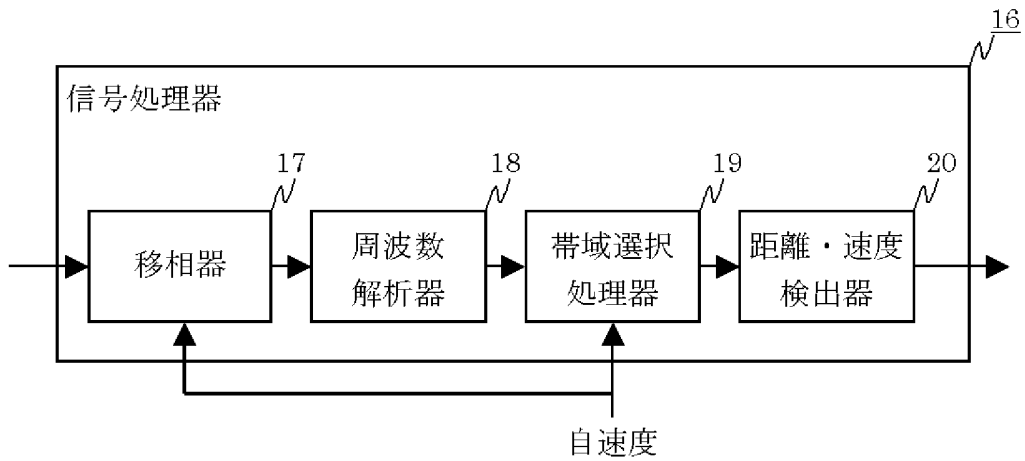 16
信号処理器
17
18
19
20
移相器
周波数
解析器
帯域選択
処理器
距離・速度
検出器
自速度